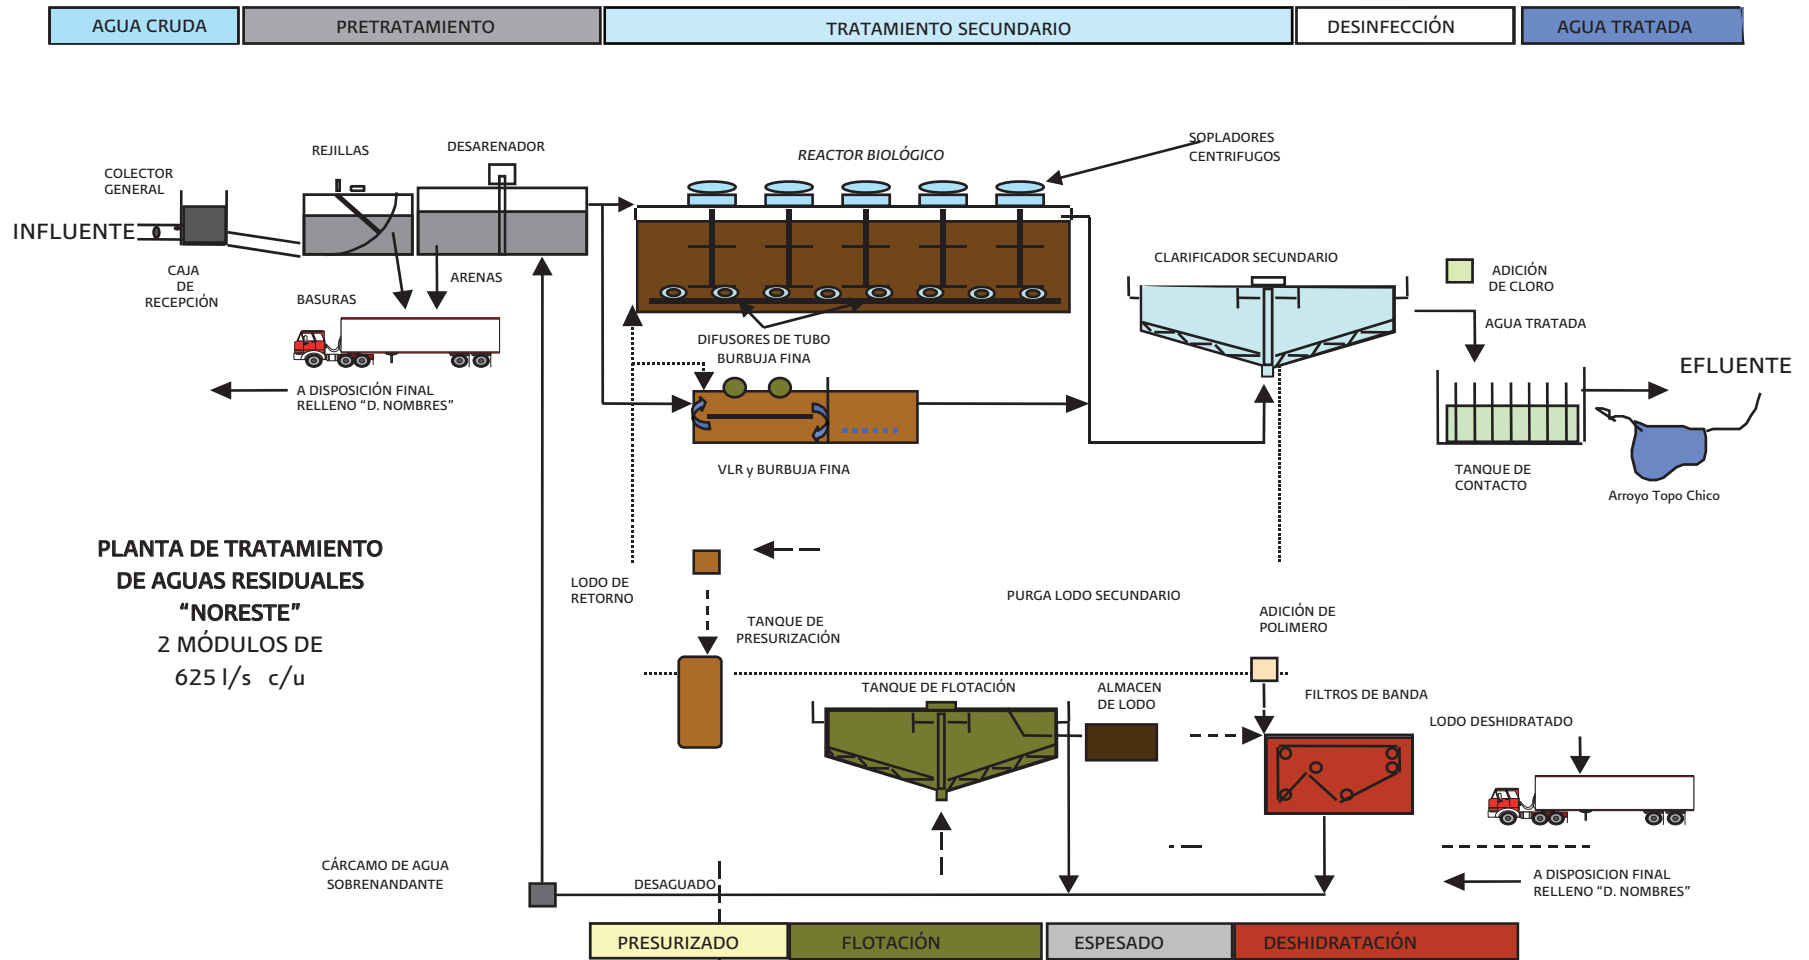 AGUA CRUDA
PRETRATAMIENTO
TRATAMIENTO SECUNDARIO
DESINFECCIÓN
AGUA TRATADA
COLECTOR
GENERAL
REJILLAS
DESARENADOR
REACTOR BIOLÓGICO
SOPLADORES
CENTRIFUGOS
INFLUENTE
CAJA
DE
RECEPCIÓN
BASURAS
ARENAS
A DISPOSICIÓN FINAL
RELLENO “D. NOMBRES”
DIFUSORES DE TUBO
BURBUJA FINA
CLARIFICADOR SECUNDARIO
ADICIÓN
DE CLORO
AGUA TRATADA
EFLUENTE
VLR y BURBUJA FINA
TANQUE DE
CONTACTO
Arroyo Topo Chico
PLANTA DE TRATAMIENTO
DE AGUAS RESIDUALES
“NORESTE”
2 MÓDULOS DE
625 l/s c/u
LODO DE
RETORNO
TANQUE DE
PRESURIZACIÓN
PURGA LODO SECUNDARIO
ADICIÓN DE
POLIMERO
TANQUE DE FLOTACIÓN
ALMACEN
DE LODO
FILTROS DE BANDA
LODO DESHIDRATADO
CÁRCAMO DE AGUA
SOBRENANDANTE
DESAGUADO
A DISPOSICION FINAL
RELLENO “D. NOMBRES”
PRESURIZADO
FLOTACIÓN
ESPESADO
DESHIDRATACIÓN